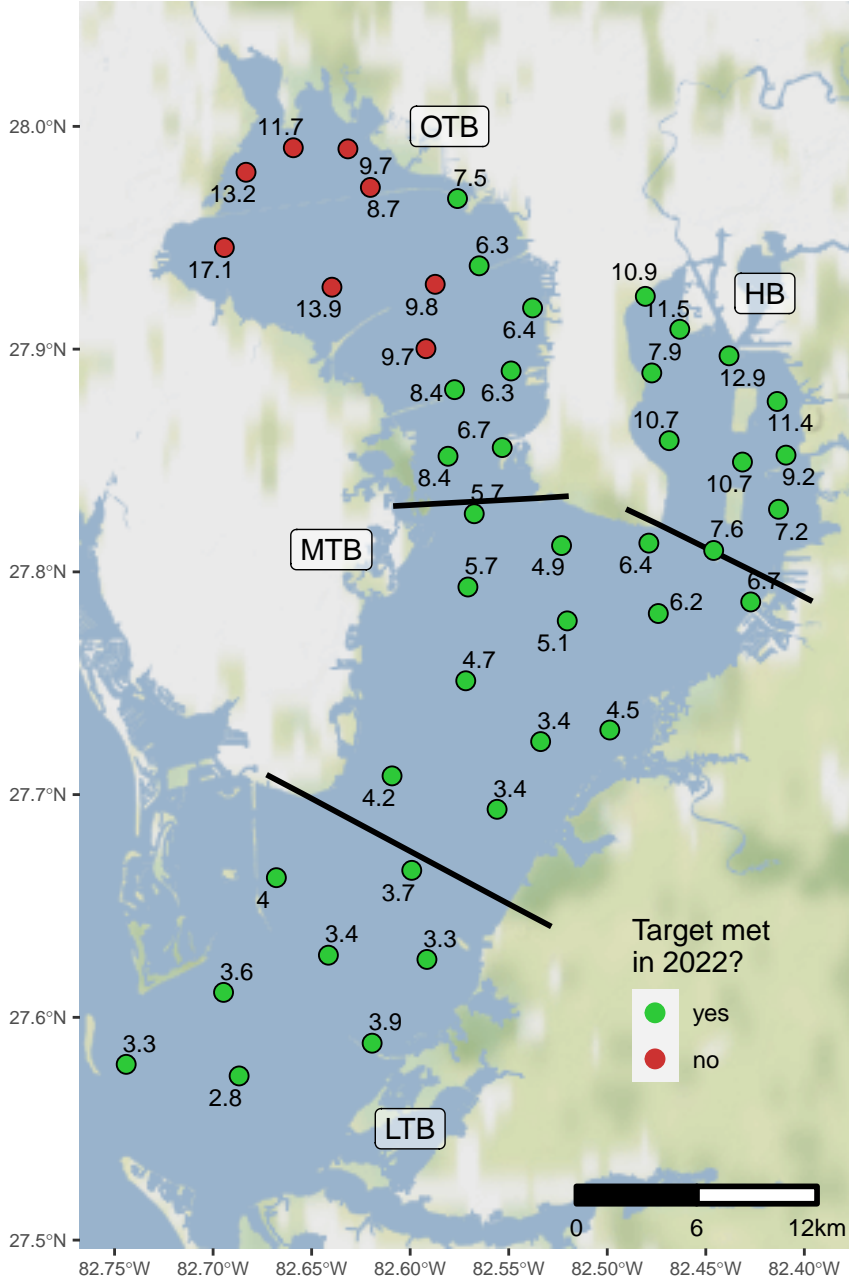 28.0°N
OTB
11.7
9.7
13.2
8.7
7.5
17.1
6.3
13.9
9.8
6.4
10.9
HB
11.5
27.9°N
9.7
7.9
12.9
8.4
6.3
11.4
6.7
10.7
8.4
10.7
9.2
5.7
7.6
7.2
MTB
4.9
6.4
27.8°N
5.7
6.7
6.2
5.1
4.7
4.5
3.4
27.7°N
4.2
3.4
3.7
4
3.4
3.3
Target met
in 2022?
3.6
27.6°N
yes
3.9
3.3
no
2.8
LTB
0 6 12km
27.5°N
82.75°W 82.70°W 82.65°W 82.60°W 82.55°W 82.50°W 82.45°W 82.40°W